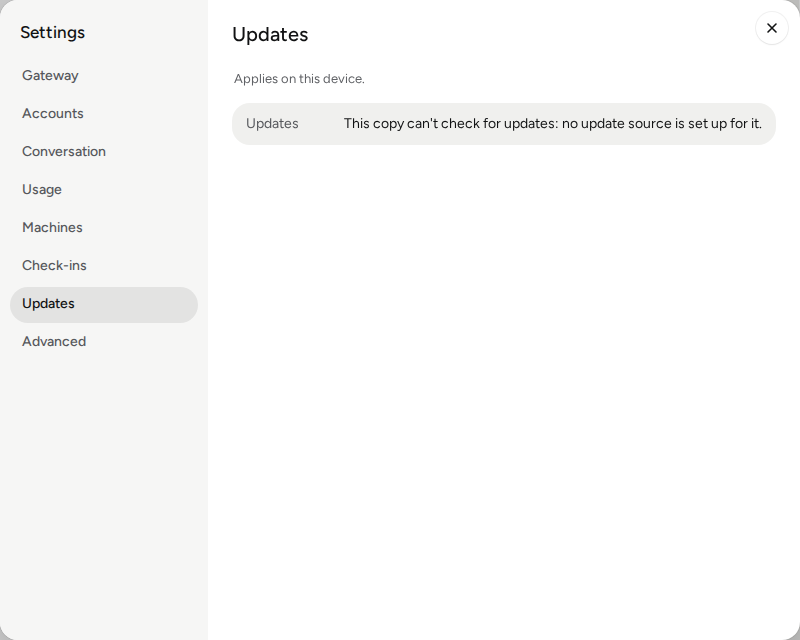 Settings
Gateway
Accounts
Conversation
Usage
Machines
Check-ins
Updates
Advanced
Updates
Applies on this device.
Updates This copy can't check for updates: no update source is set up for it.